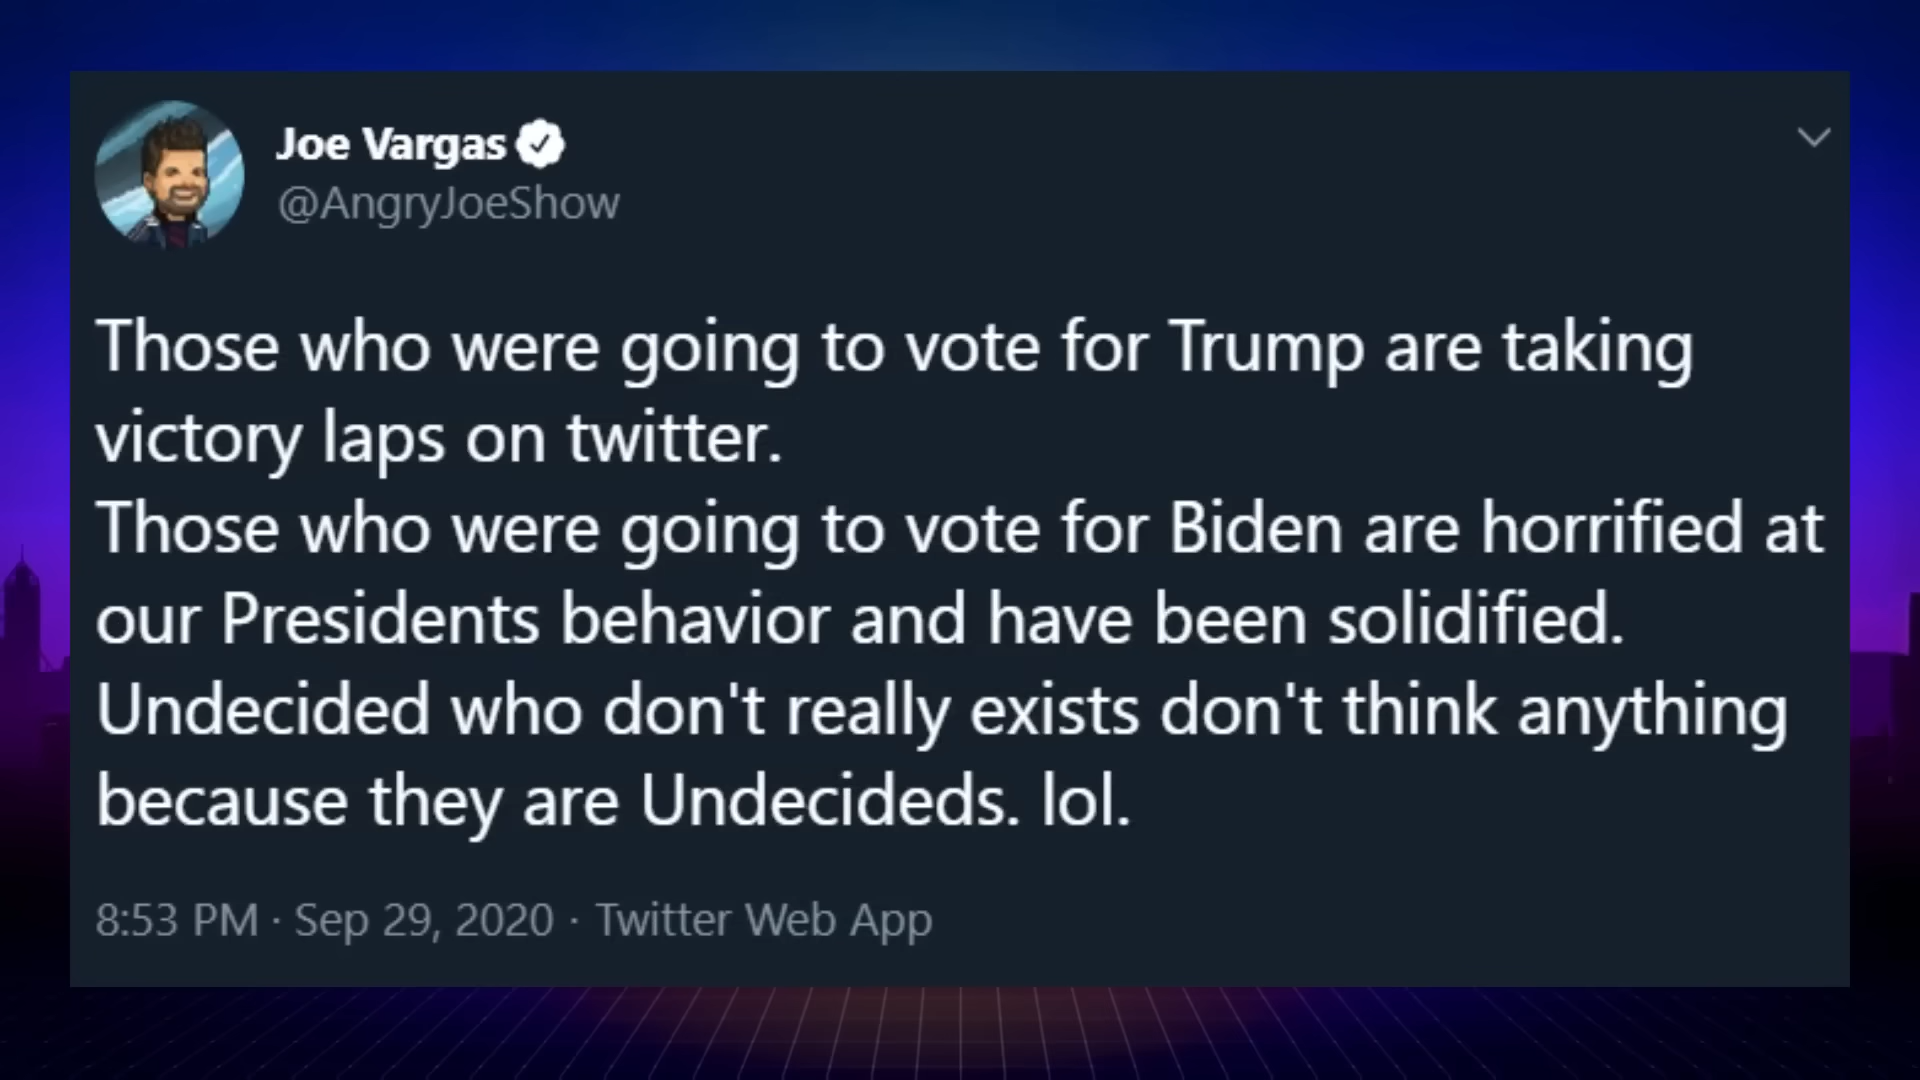 Joe Vargas
@AngryJoeShow
Those who were going to vote for Trump are taking
victory laps on twitter.
Those who were going to vote for Biden are horrified at
our Presidents behavior and have been solidified.
Undecided who don't really exists don't think anything
because they are Undecideds. lol.
8:53 PM · Sep 29, 2020 · Twitter Web App